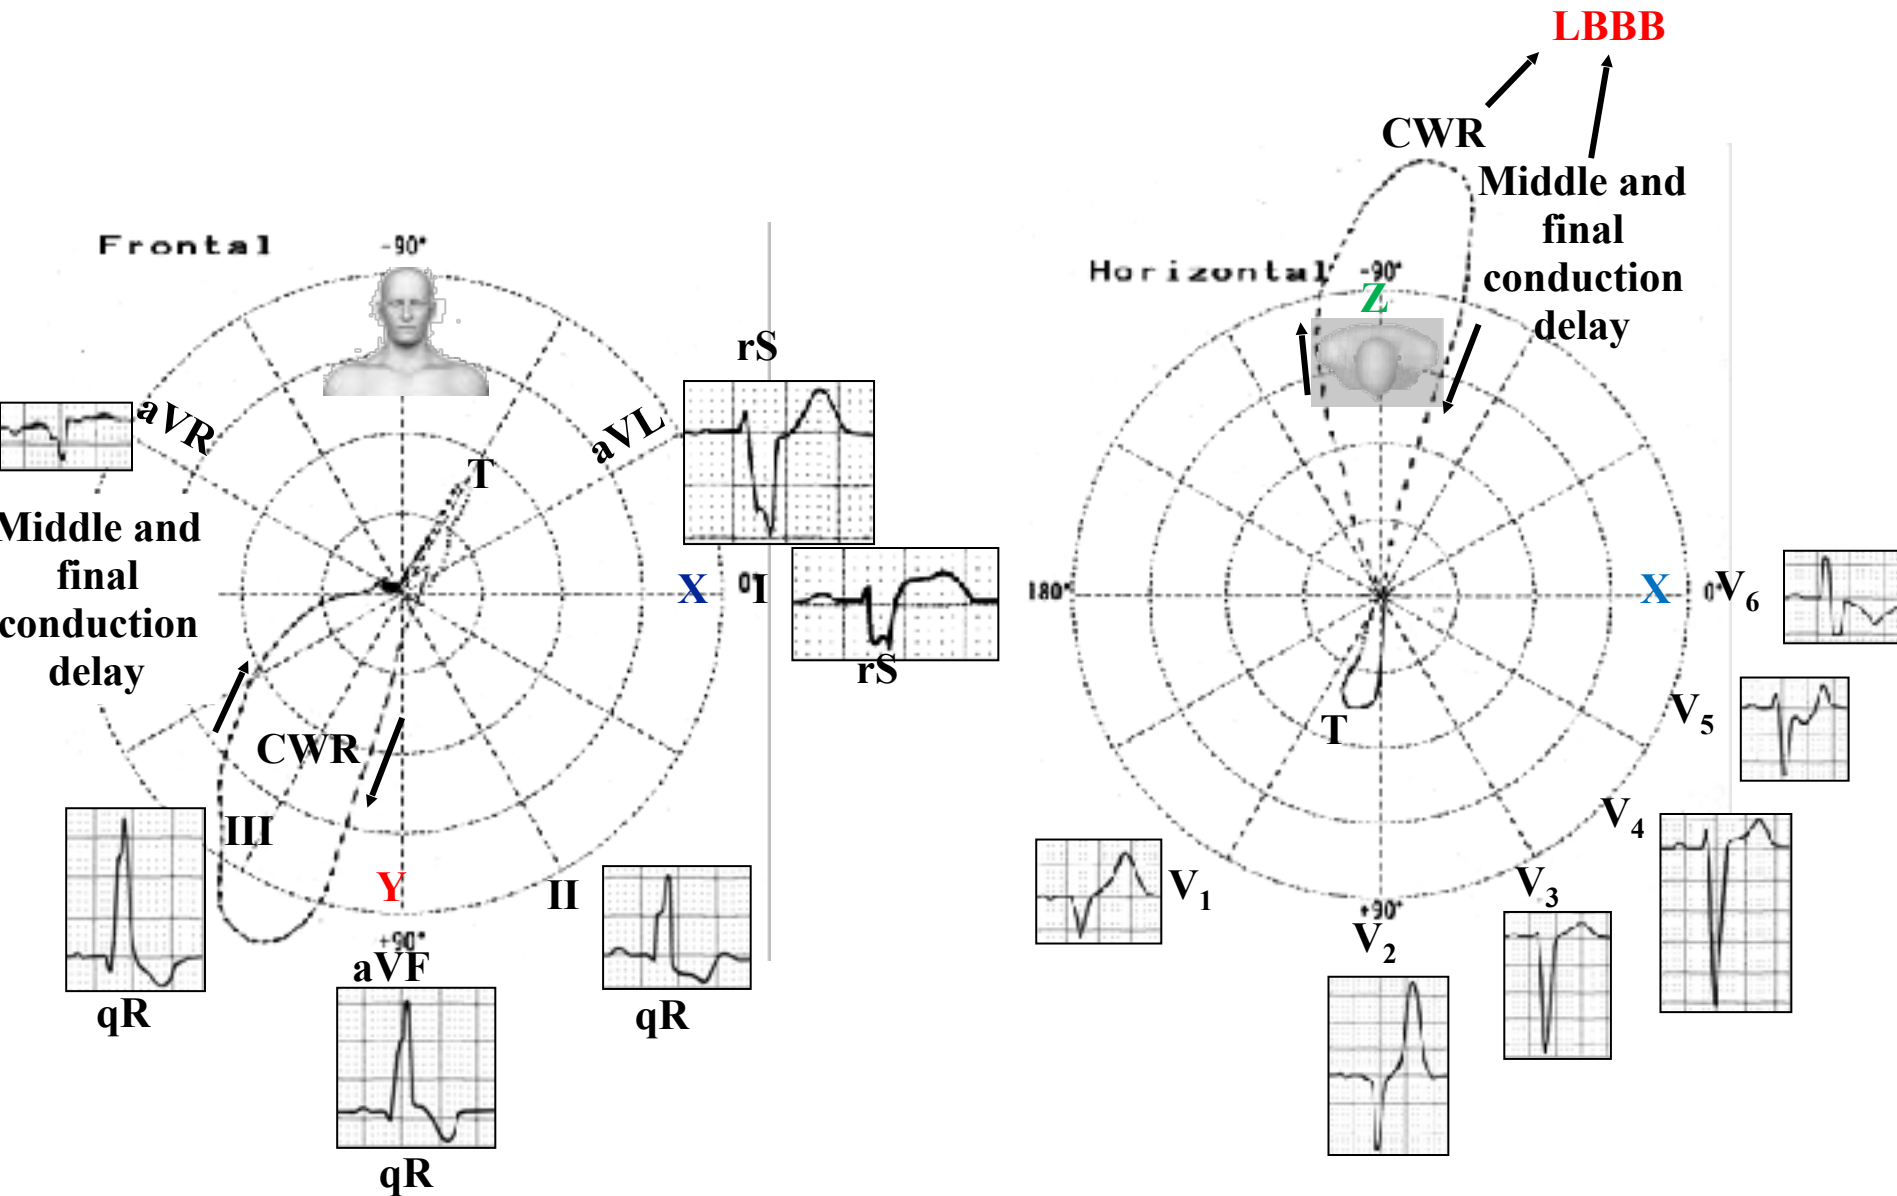 LBBB
CWR
Middle and
final
conduction
delay
Frontal
-90°
Horizontal
-90°
Z
rS
aVR
aVL
T
Middle and
final
conduction
delay
X
0°
I
rS
180°
X
0°
V6
V5
T
CWR
III
Y
II
V4
V1
V3
+90°
V2
+90°
aVF
qR
qR
qR